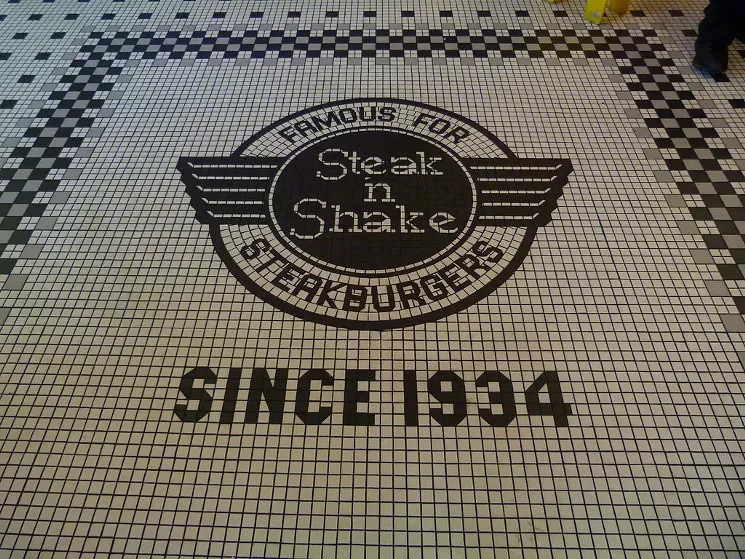 FAMOUS FOR
Steak
n
Shake
STEAKBURGERS
SINCE 1934